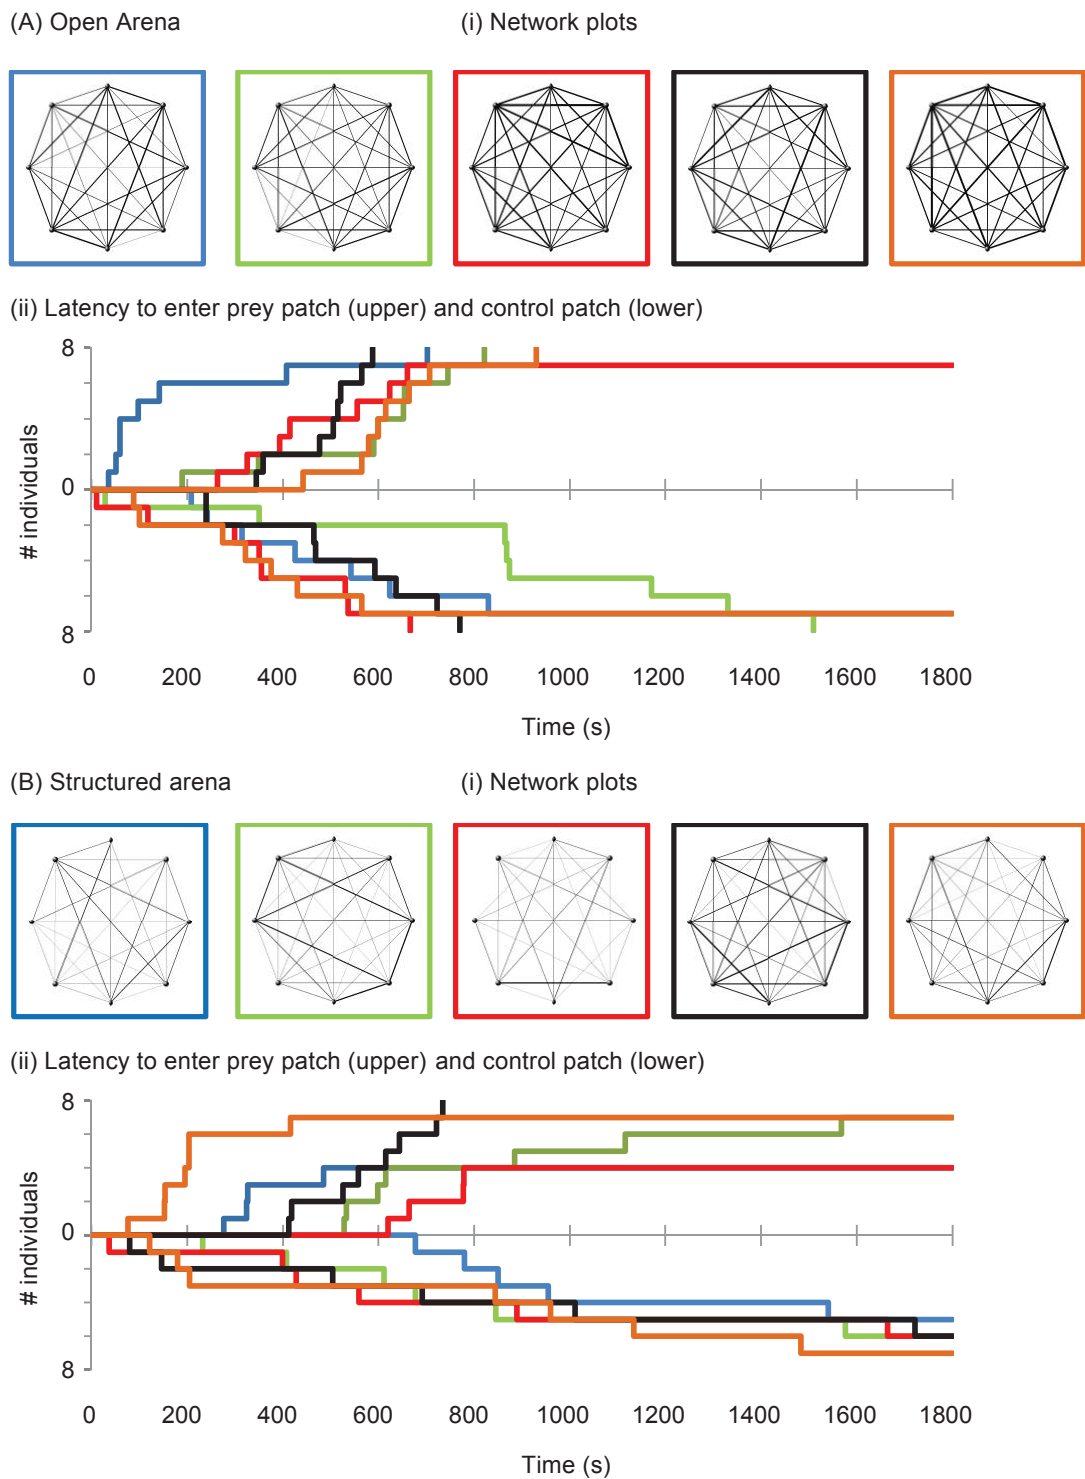 (A) Open Arena (i) Network plots
(ii) Latency to enter prey patch (upper) and control patch (lower)
8
0
8
# individuals
0 200 400 600 800 1000 1200 1400 1600 1800
Time (s)
(B) Structured arena (i) Network plots
(ii) Latency to enter prey patch (upper) and control patch (lower)
8
0
8
# individuals
0 200 400 600 800 1000 1200 1400 1600 1800
Time (s)